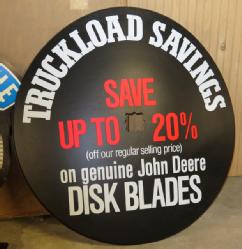 TRUCKLOAD SAVINGS
SAVE
UP TO 20%
(off our regular selling price)
on genuine John Deere
DISK BLADES